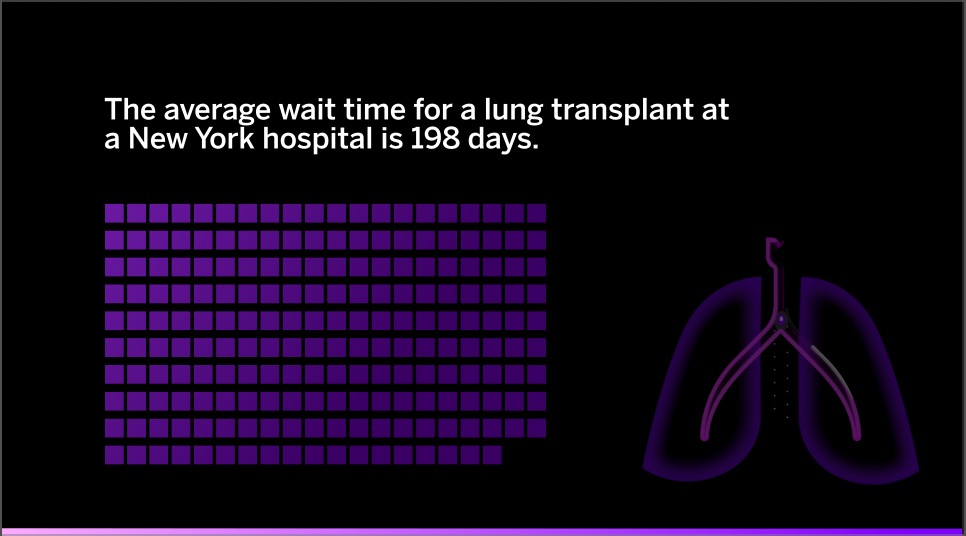 The average wait time for a lung transplant at
a New York hospital is 198 days.